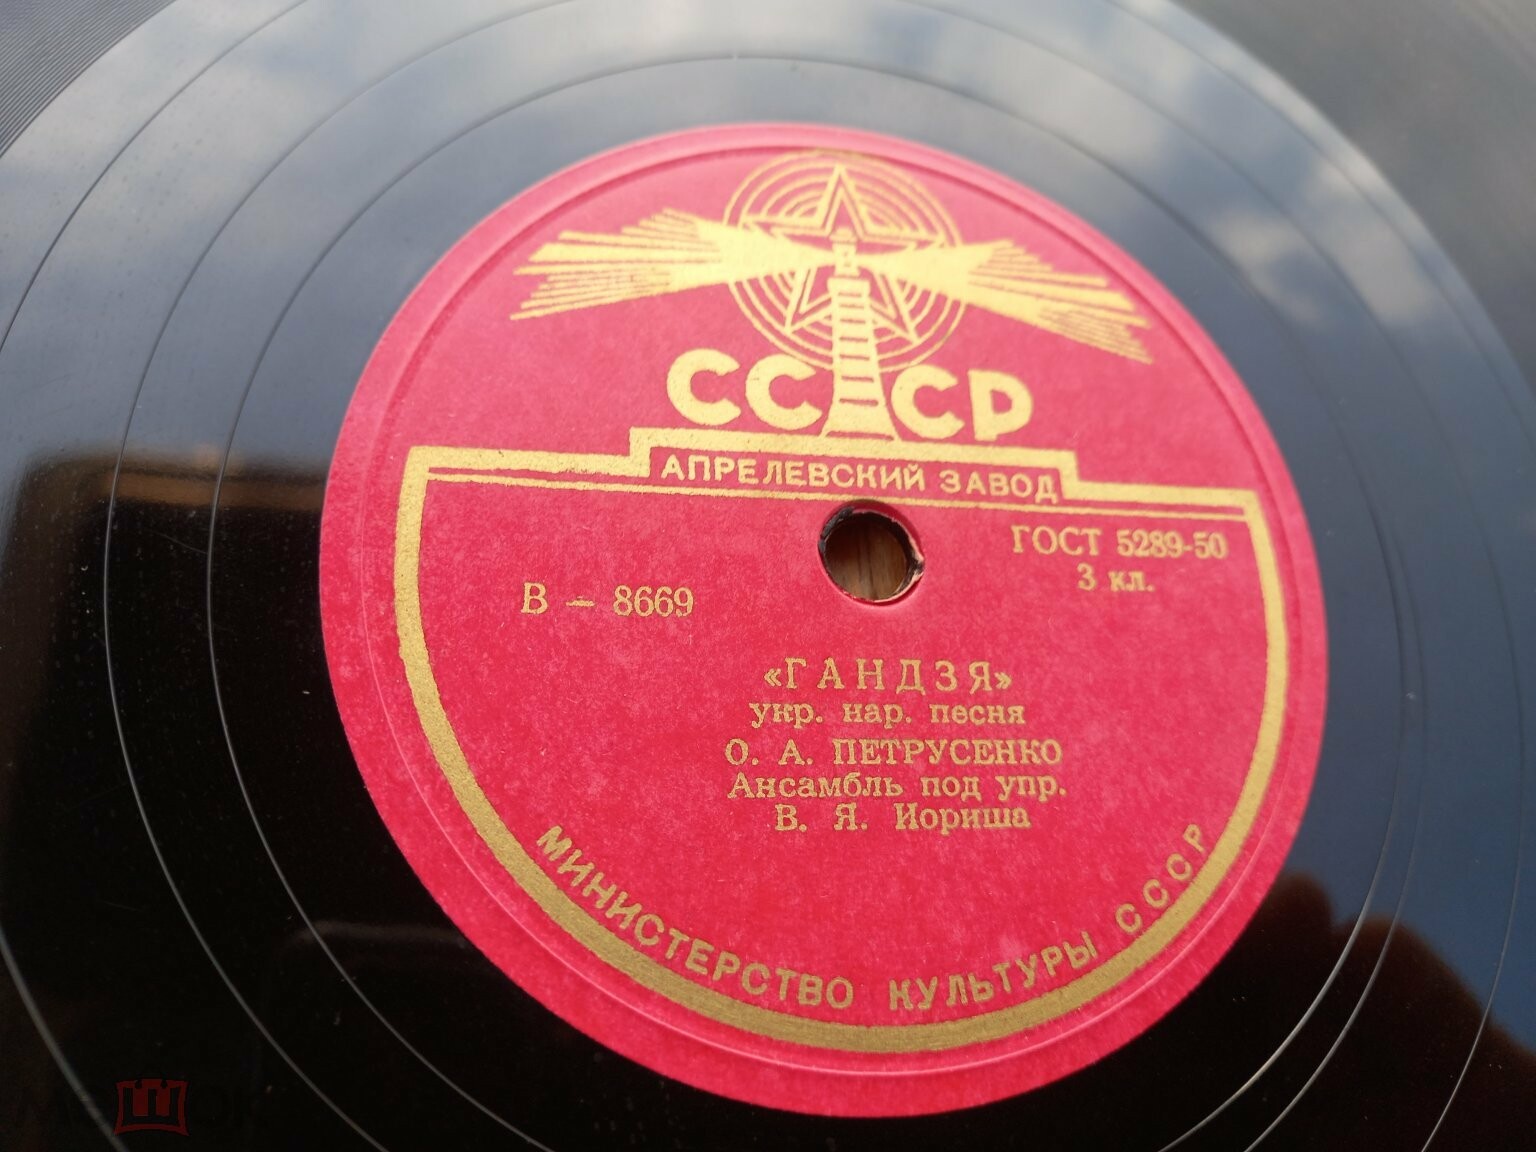 СССР
АПРЕЛЕВСКИЙ ЗАВОД
ГОСТ 5289-50
3 кл.
В — 8669
«ГАНДЗЯ»
укр. нар. песня
О. А. ПЕТРУСЕНКО
Ансамбль под упр.
В. Я. Иориша
МИНИСТЕРСТВО КУЛЬТУРЫ СССР